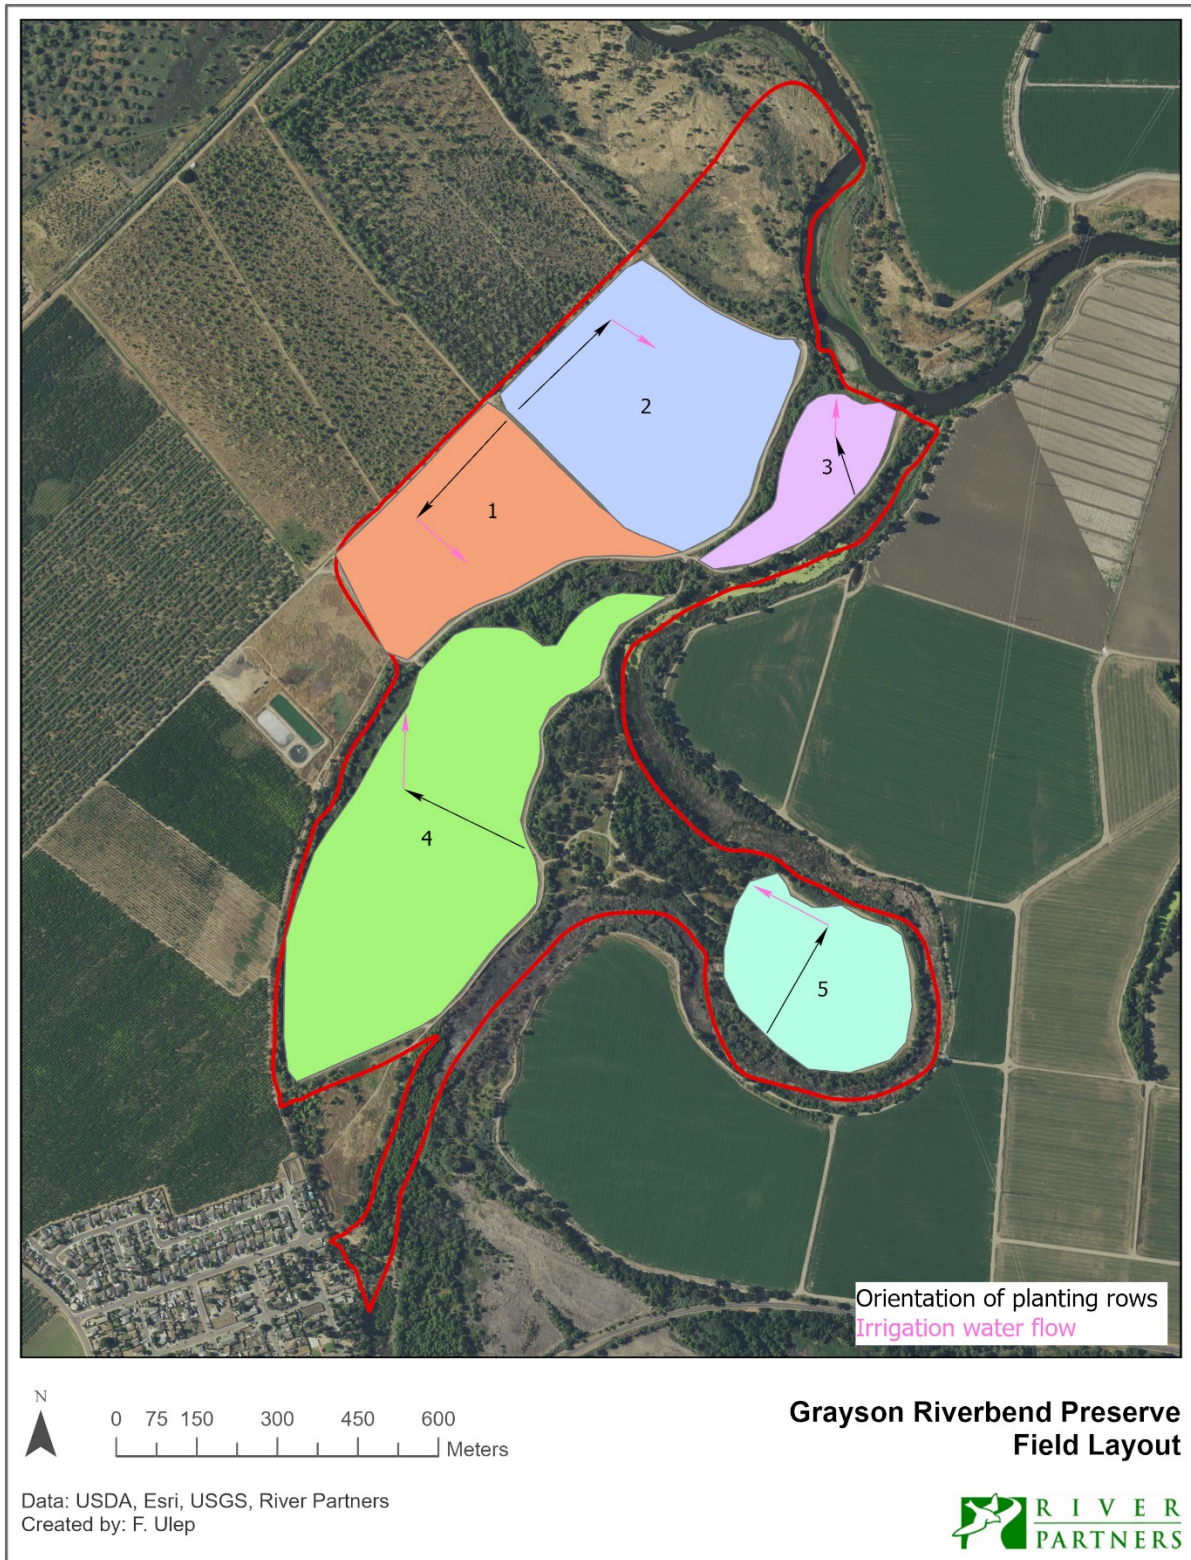 2
3
1
4
5
Orientation of planting rows
Irrigation water flow
N
0 75 150 300 450 600
Meters
Grayson Riverbend Preserve
Field Layout
Data: USDA, Esri, USGS, River Partners
Created by: F. Ulep
RIVER
PARTNERS